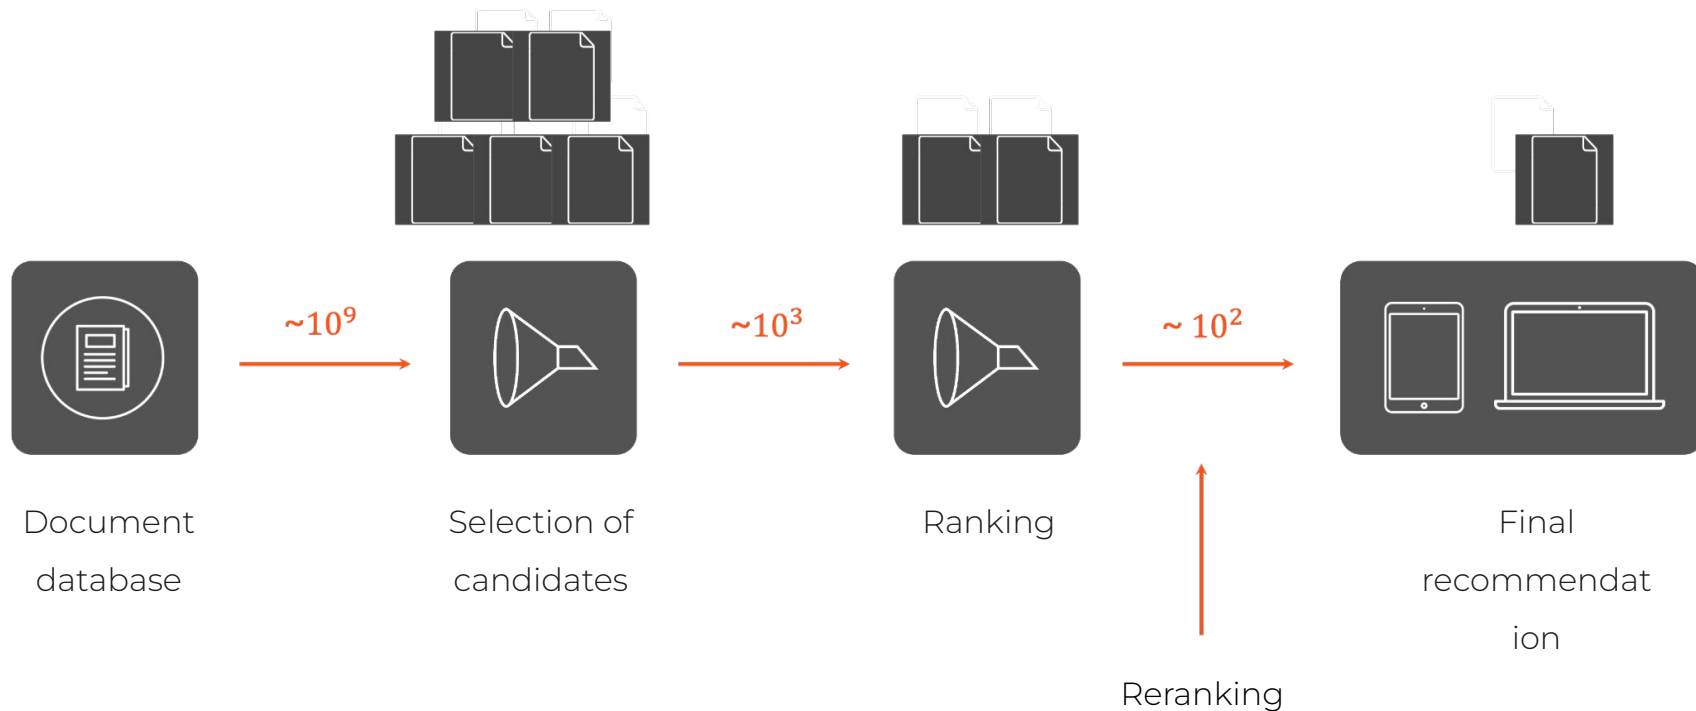 ~10⁹
~10³
~ 10²
Document
database
Selection of
candidates
Ranking
Final
recommendat
ion
Reranking